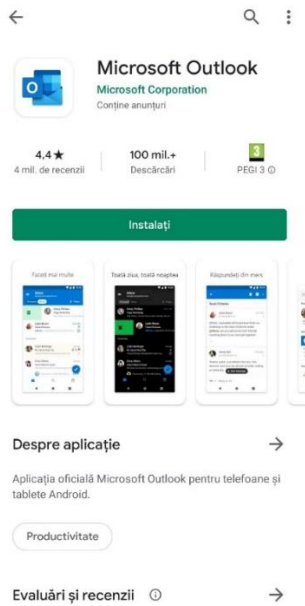 Microsoft Outlook
Microsoft Corporation
Conține anunțuri
4,4★
4 mil. de recenzii
100 mil.+
Descărcări
3
PEGI 3
Instalați
Faceți mai multe
Toată ziua, toată noaptea
Răspundeți din mers
Despre aplicație
Aplicația oficială Microsoft Outlook pentru telefoane și
tablete Android.
Productivitate
Evaluări și recenzii